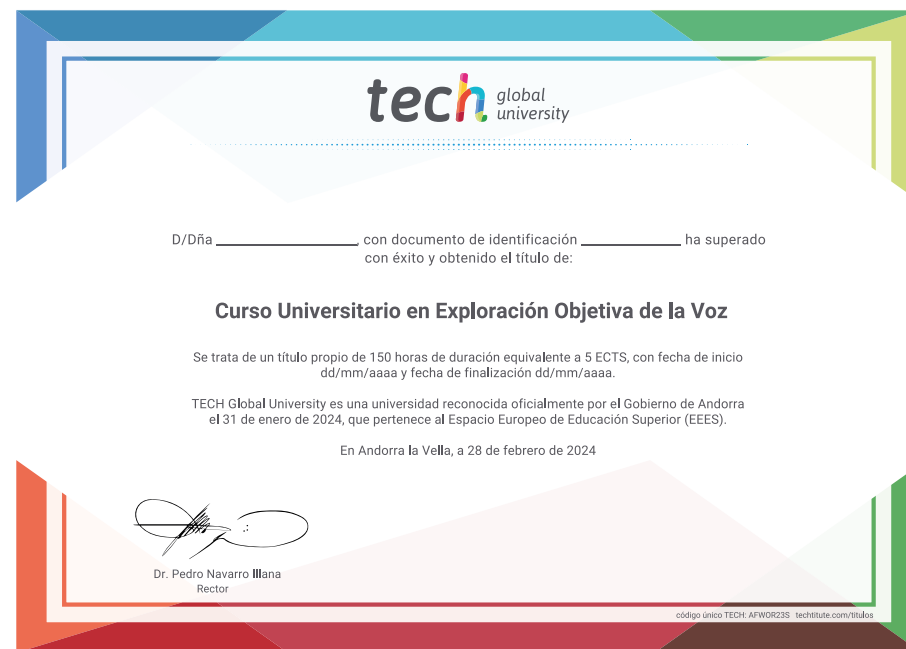 tech global
university
D/Dña ______________, con documento de identificación __________ ha superado
con éxito y obtenido el título de:
Curso Universitario en Exploración Objetiva de la Voz
Se trata de un título propio de 150 horas de duración equivalente a 5 ECTS, con fecha de inicio
dd/mm/aaaa y fecha de finalización dd/mm/aaaa.
TECH Global University es una universidad reconocida oficialmente por el Gobierno de Andorra
el 31 de enero de 2024, que pertenece al Espacio Europeo de Educación Superior (EEES).
En Andorra la Vella, a 28 de febrero de 2024
Dr. Pedro Navarro Illana
Rector
código único TECH: AFWOR23S techtitute.com/titulos